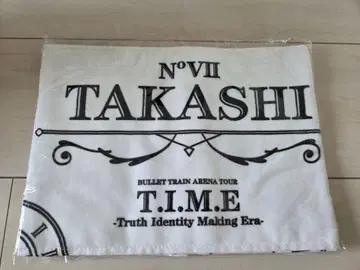 NºVII
TAKASHI
BULLET TRAIN ARENA TOUR
T.I.M.E
-Truth Identity Making Era-